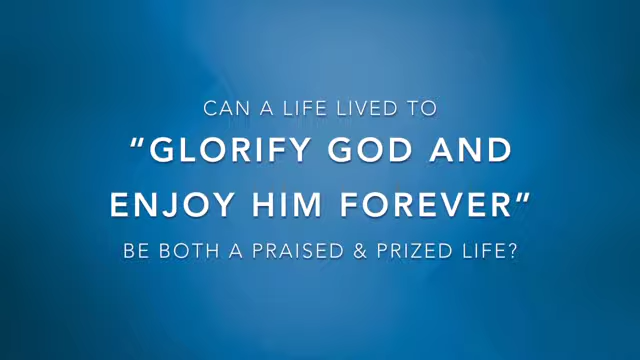 CAN A LIFE LIVED TO
“GLORIFY GOD AND
ENJOY HIM FOREVER”
BE BOTH A PRAISED & PRIZED LIFE?